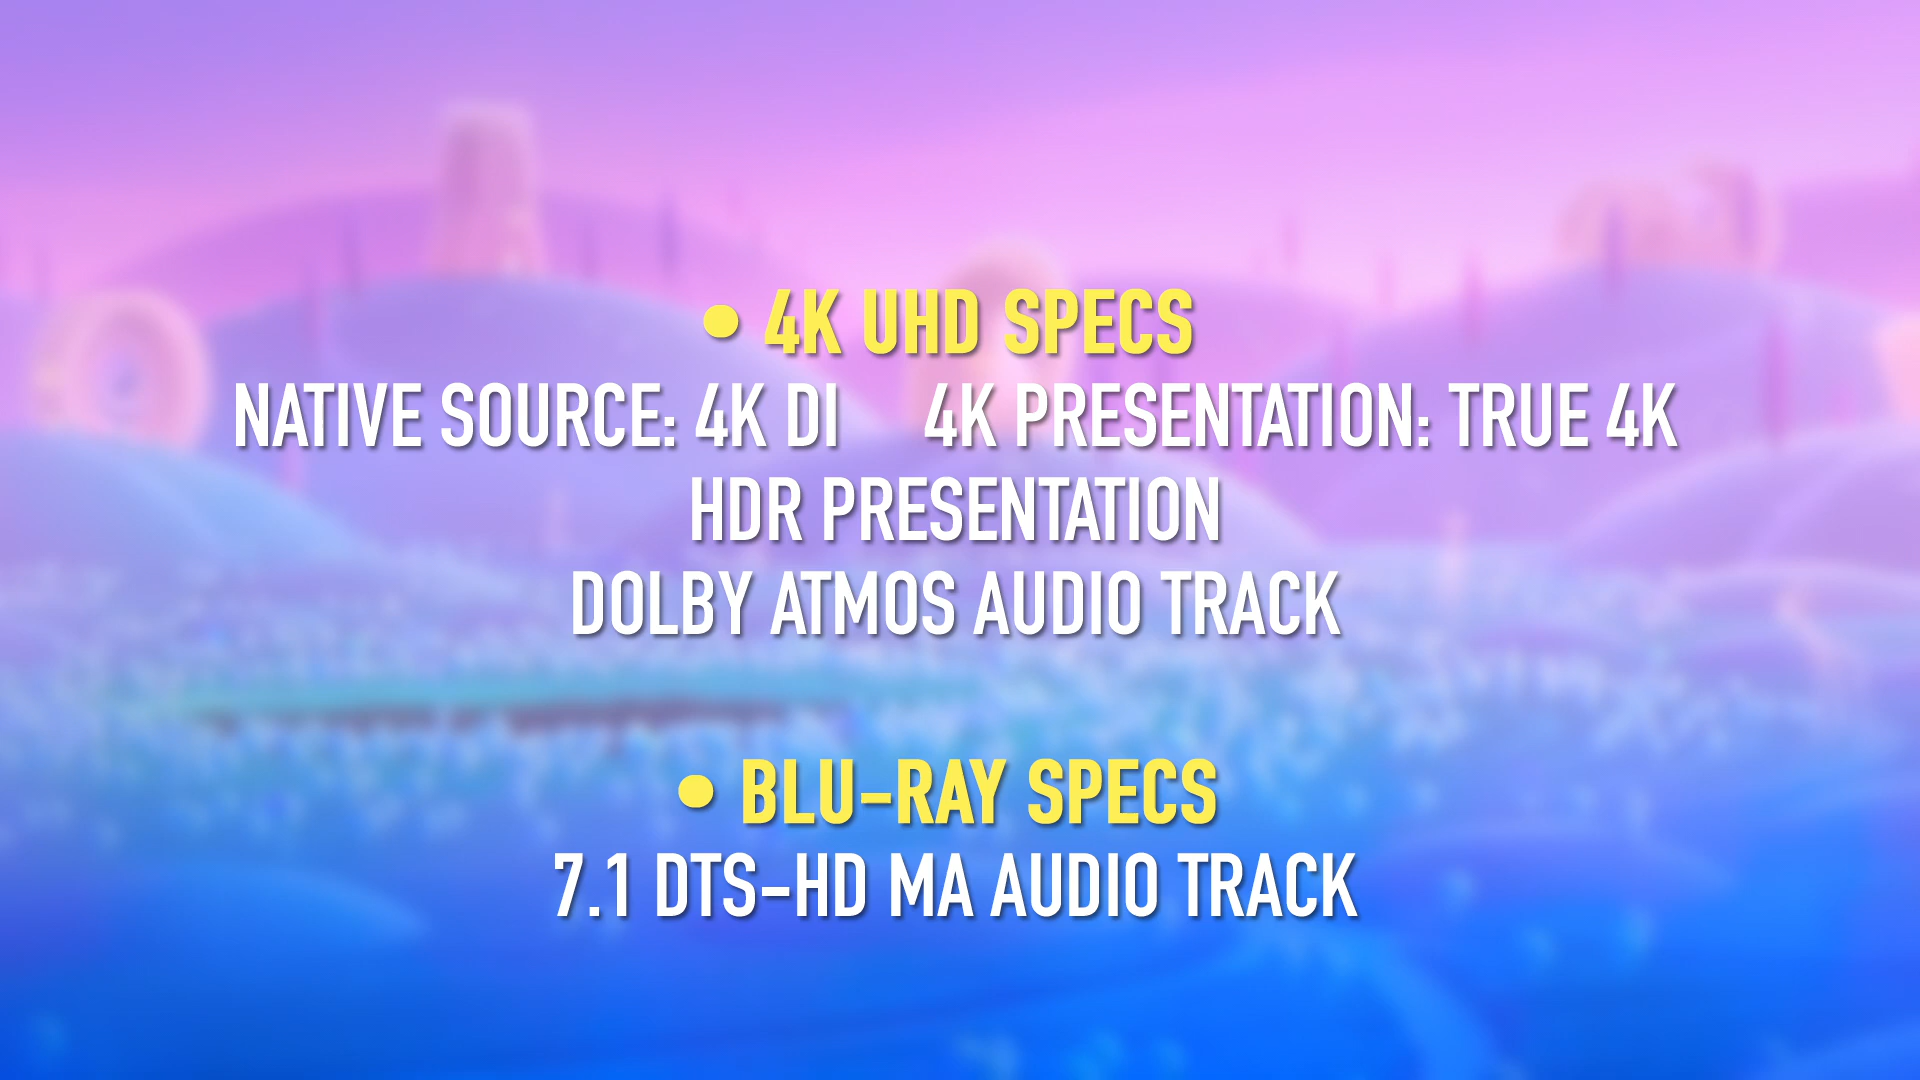 • 4K UHD SPECS
NATIVE SOURCE: 4K DI 4K PRESENTATION: TRUE 4K
HDR PRESENTATION
DOLBY ATMOS AUDIO TRACK
• BLU-RAY SPECS
7.1 DTS-HD MA AUDIO TRACK